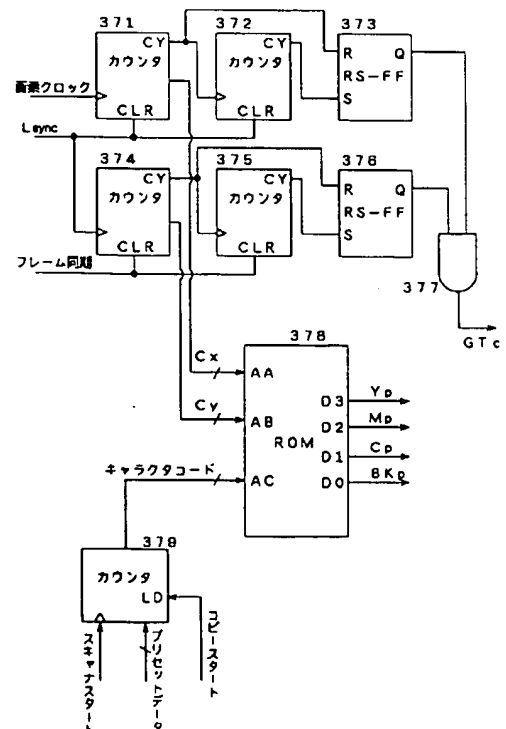 371
372
373
CY
カウンタ
CLR
CY
カウンタ
R
Q
RS-FF
S
画素クロック
Lsync
374
375
376
CY
カウンタ
CLR
CY
カウンタ
R
Q
RS-FF
S
フレーム同期
377
GTc
378
Cx
AA
Cy
AB
ROM
キャラクタコード
AC
D3
Yp
D2
Mp
D1
Cp
D0
BKp
379
カウンタ
LD
スキャナスタート
プリセットデータ
コピースタート